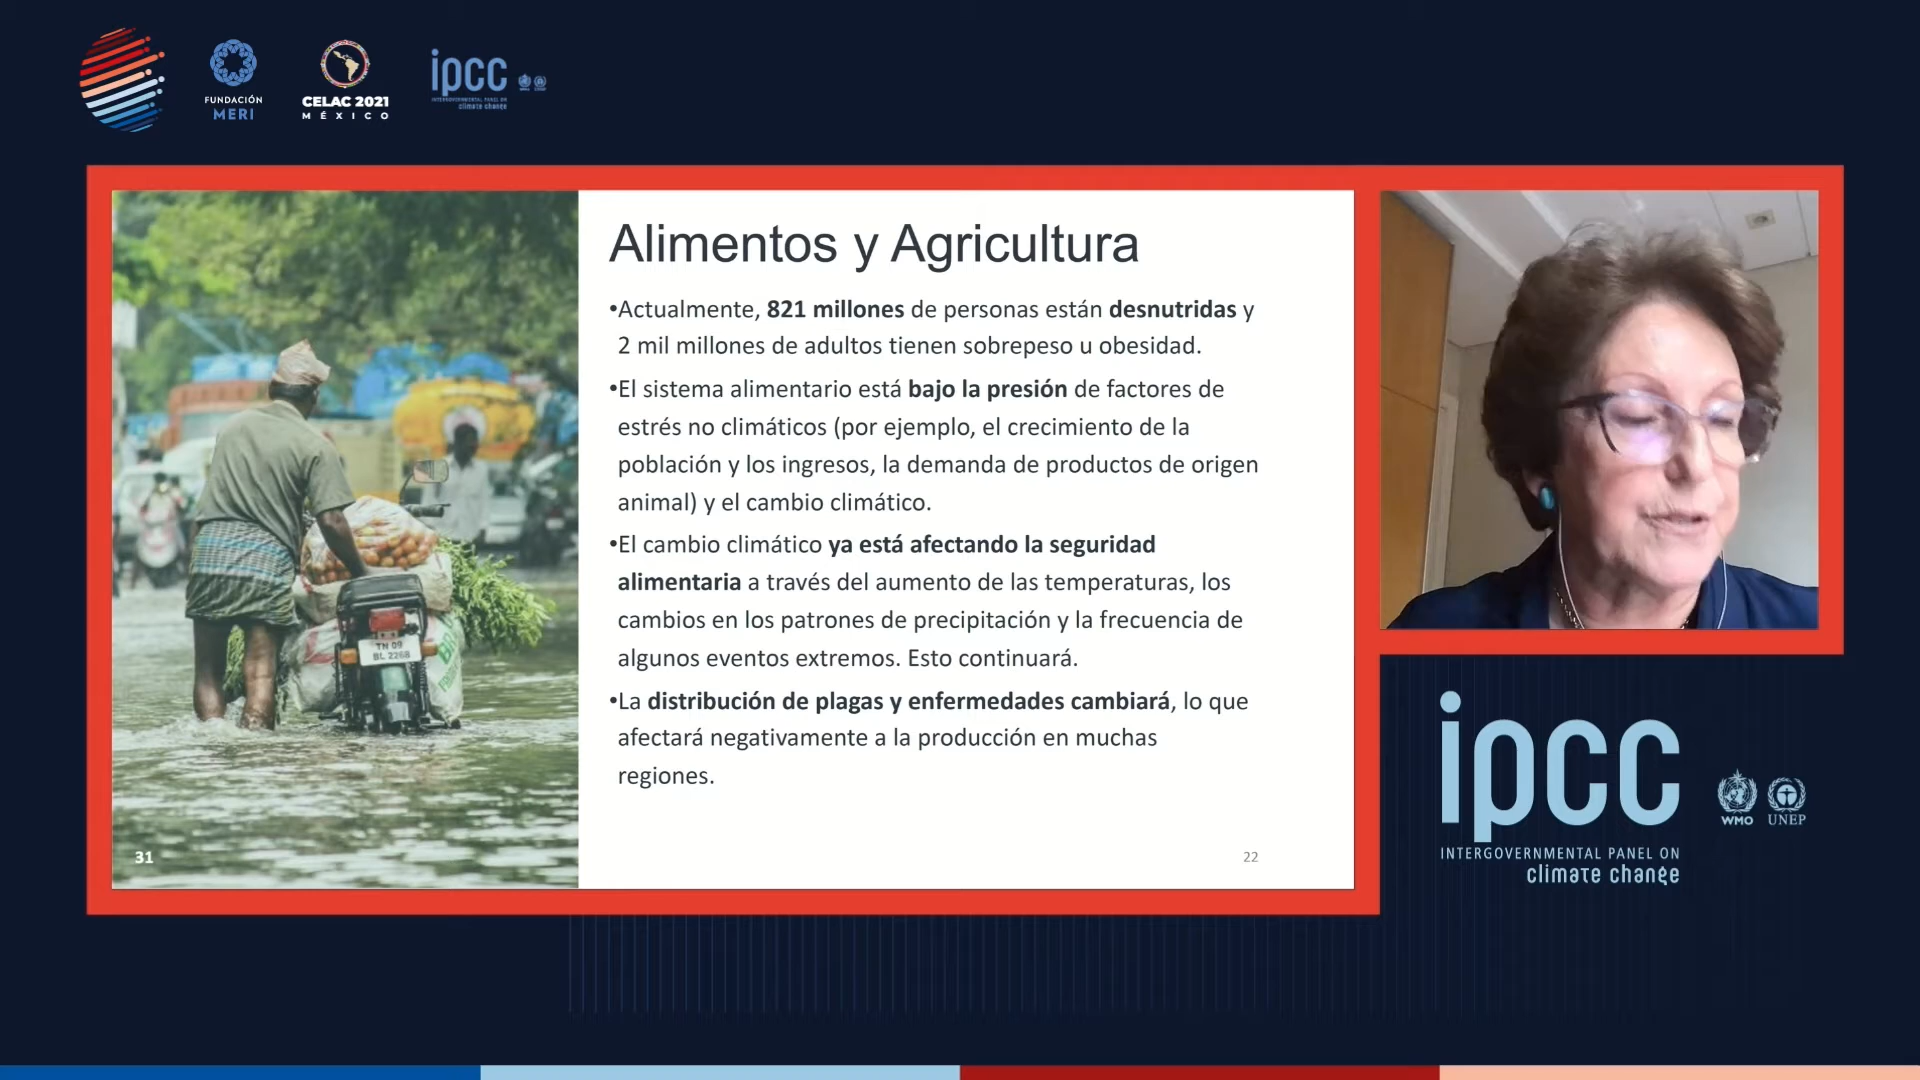 FUNDACIÓN
MERI
CELAC 2021
MÉXICO
ipcc
INTERGOVERNMENTAL PANEL ON
climate change
Alimentos y Agricultura
•Actualmente, 821 millones de personas están desnutridas y
2 mil millones de adultos tienen sobrepeso u obesidad.
•El sistema alimentario está bajo la presión de factores de
estrés no climáticos (por ejemplo, el crecimiento de la
población y los ingresos, la demanda de productos de origen
animal) y el cambio climático.
•El cambio climático ya está afectando la seguridad
alimentaria a través del aumento de las temperaturas, los
cambios en los patrones de precipitación y la frecuencia de
algunos eventos extremos. Esto continuará.
•La distribución de plagas y enfermedades cambiará, lo que
afectará negativamente a la producción en muchas
regiones.
TN 09
BL 2268
31
22
ipcc
WMO UNEP
INTERGOVERNMENTAL PANEL ON
climate change